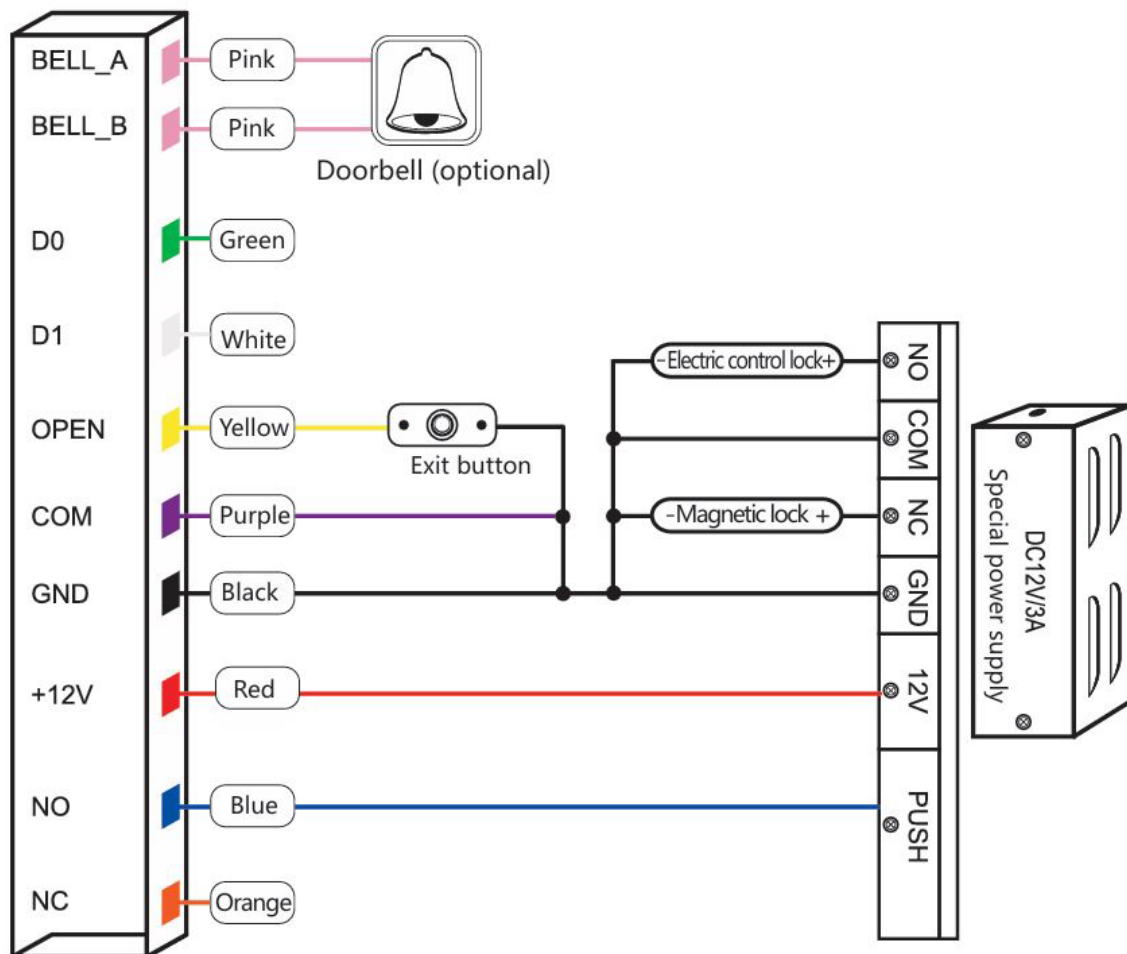 BELL_A
Pink
BELL_B
Pink
Doorbell (optional)
D0
Green
D1
White
OPEN
Yellow
Exit button
COM
Purple
GND
Black
+12V
Red
NO
Blue
NC
Orange
-Electric control lock+
-Magnetic lock +
NO
COM
NC
GND
12V
PUSH
DC12V/3A
Special power supply